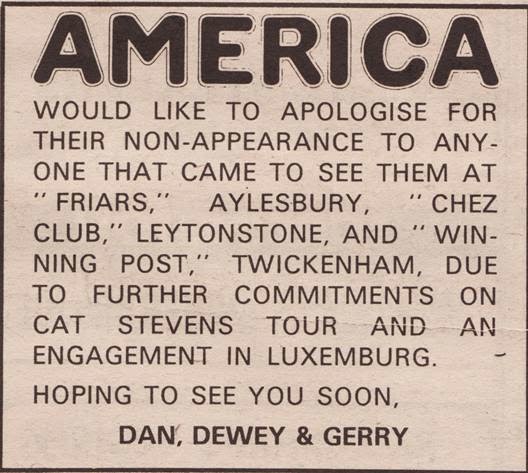 AMERICA
WOULD LIKE TO APOLOGISE FOR
THEIR NON-APPEARANCE TO ANY-
ONE THAT CAME TO SEE THEM AT
"FRIARS," AYLESBURY, "CHEZ
CLUB," LEYTONSTONE, AND "WIN-
NING POST," TWICKENHAM, DUE
TO FURTHER COMMITMENTS ON
CAT STEVENS TOUR AND AN
ENGAGEMENT IN LUXEMBURG.
HOPING TO SEE YOU SOON,
DAN, DEWEY & GERRY